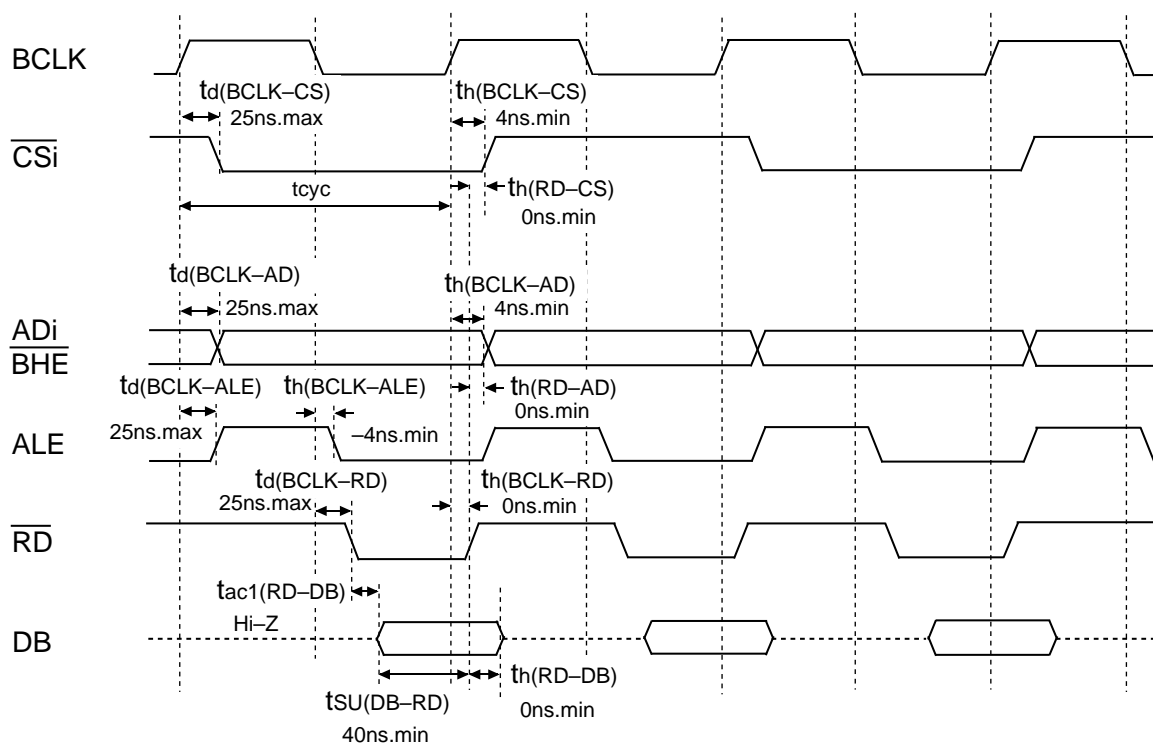 BCLK
td(BCLK–CS)
25ns.max
th(BCLK–CS)
4ns.min
CSi
tcyc
th(RD–CS)
0ns.min
td(BCLK–AD)
25ns.max
th(BCLK–AD)
4ns.min
ADi
BHE
td(BCLK–ALE)
25ns.max
th(BCLK–ALE)
–4ns.min
th(RD–AD)
0ns.min
ALE
td(BCLK–RD)
25ns.max
th(BCLK–RD)
0ns.min
RD
tac1(RD–DB)
Hi–Z
DB
tSU(DB–RD)
40ns.min
th(RD–DB)
0ns.min